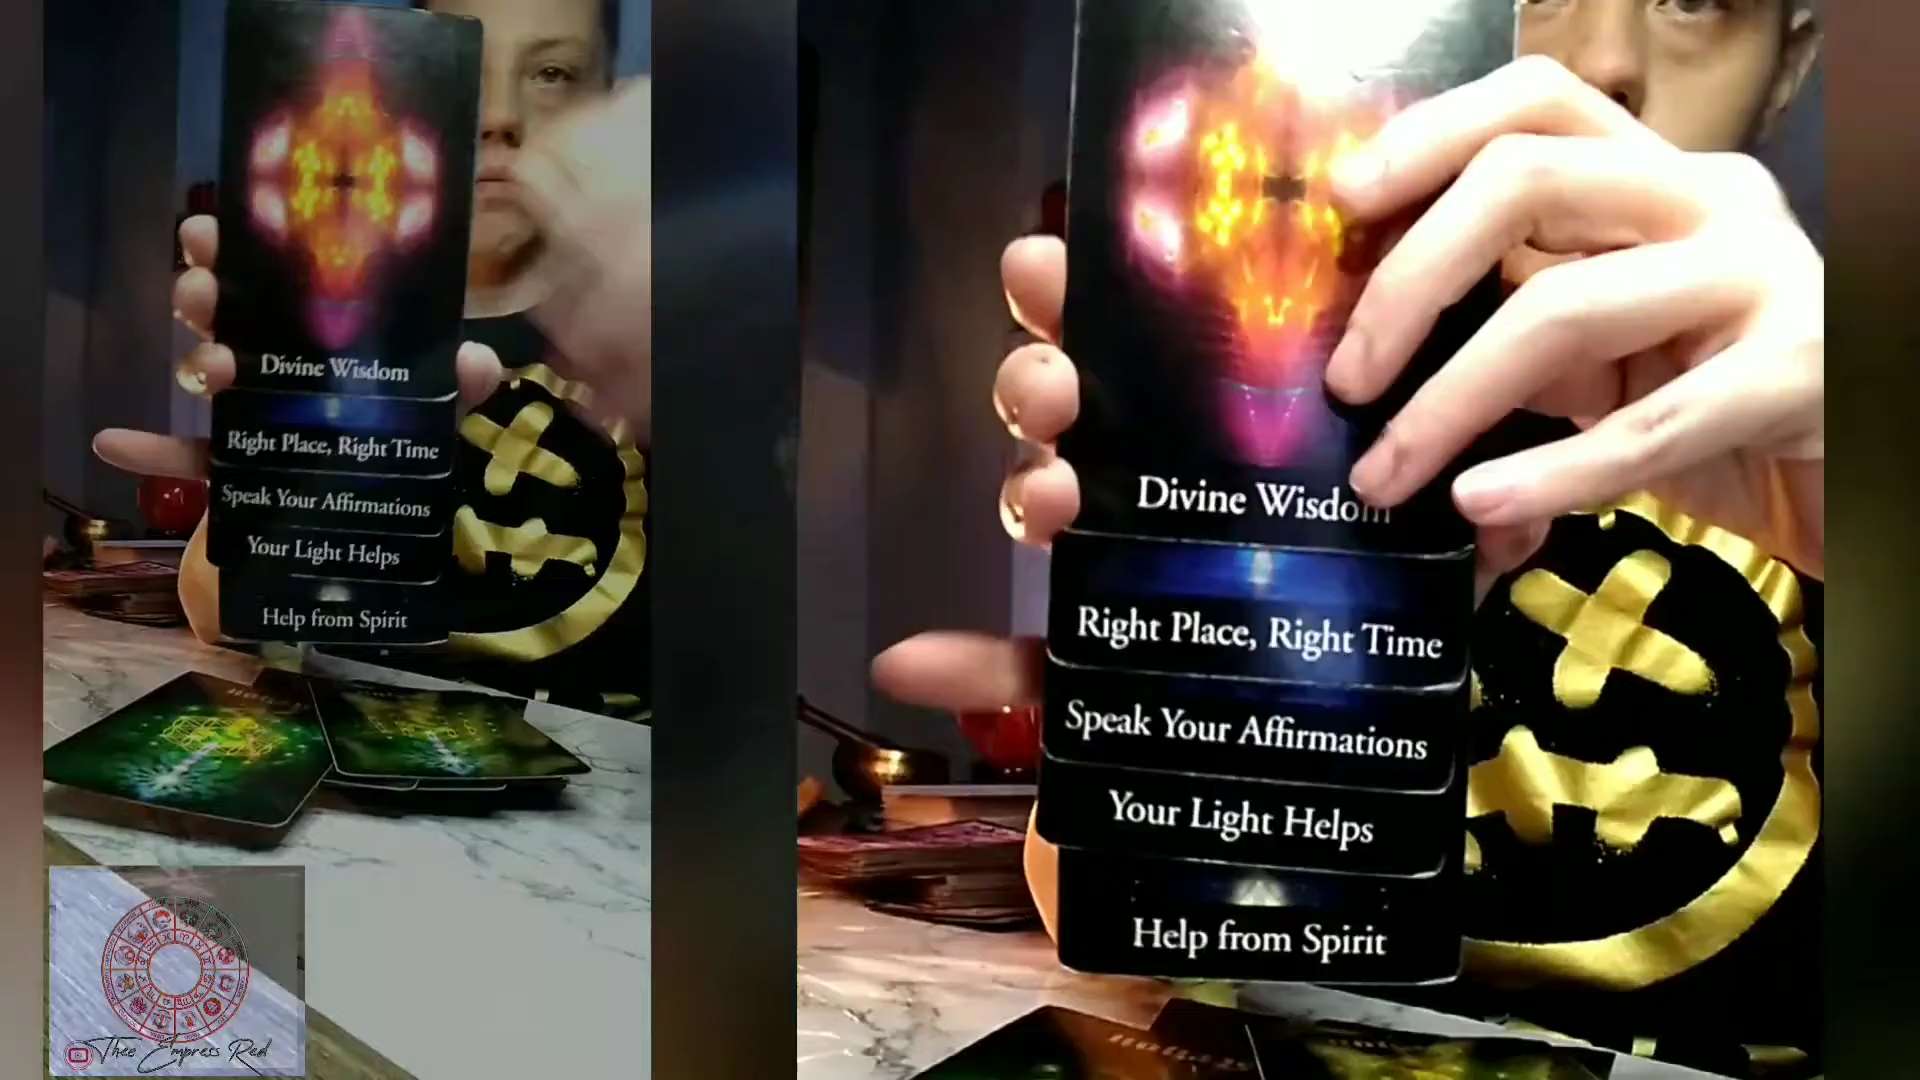 Divine Wisdom
Right Place, Right Time
Speak Your Affirmations
Your Light Helps
Help from Spirit
Thee Empress Red
Divine Wisdom
Right Place, Right Time
Speak Your Affirmations
Your Light Helps
Help from Spirit